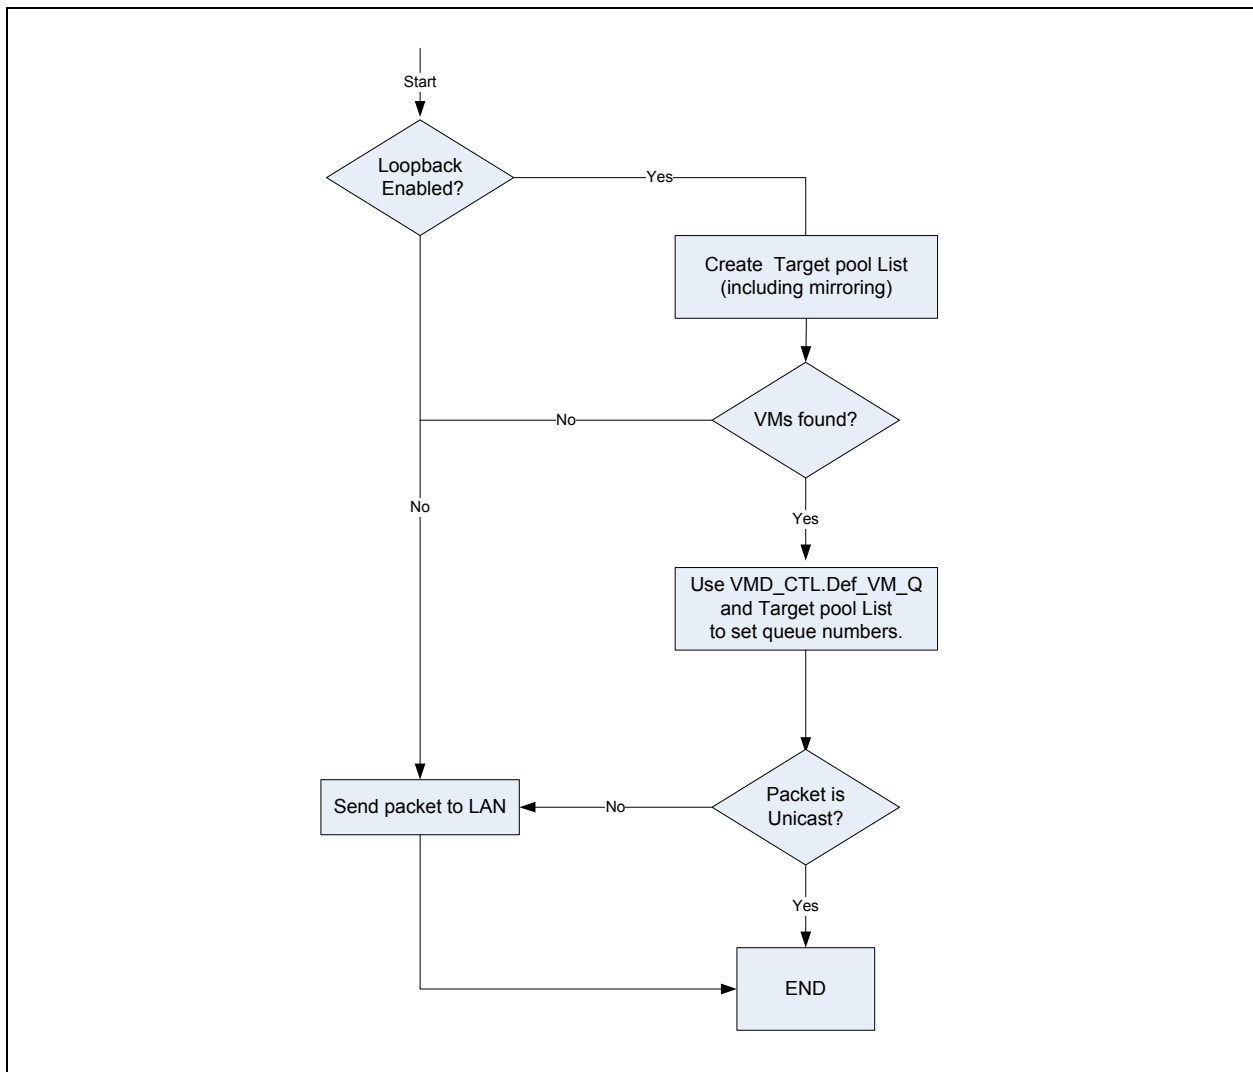 Start
Loopback
Enabled?
Yes
Create Target pool List
(including mirroring)
VMs found?
No
No
Yes
Use VMD_CTL.Def_VM_Q
and Target pool List
to set queue numbers.
Packet is
Unicast?
No
Send packet to LAN
Yes
END